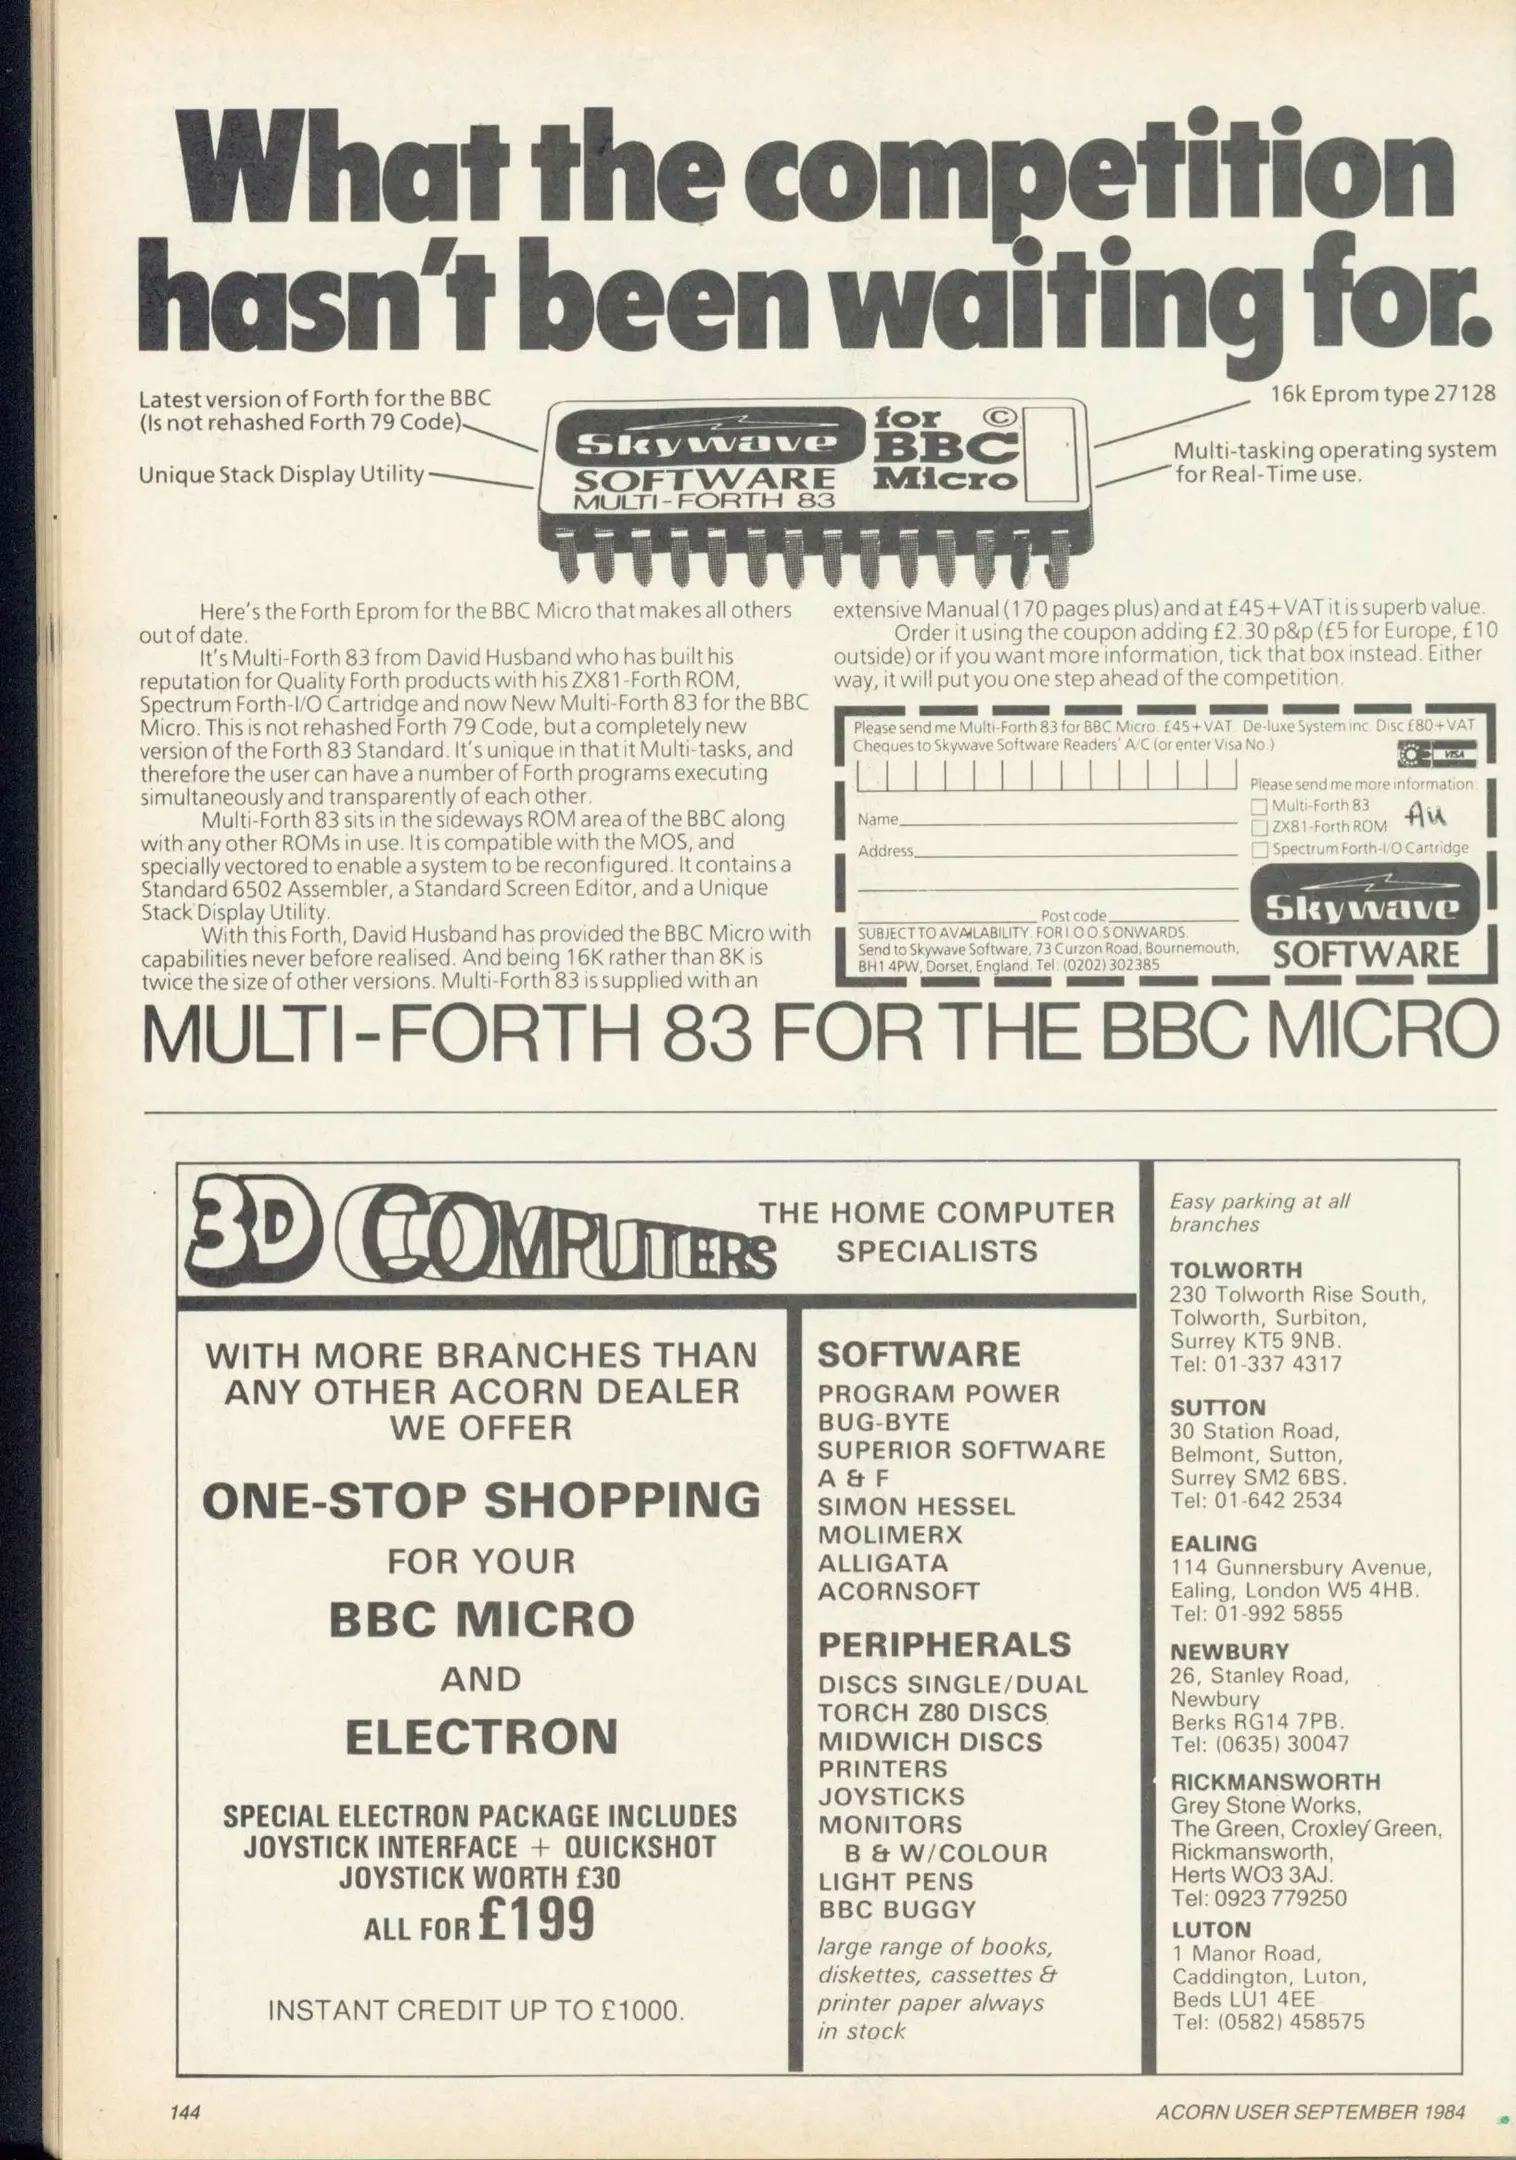 What the competition
hasn't been waiting for.
Latest version of Forth for the BBC
(Is not rehashed Forth 79 Code)
Unique Stack Display Utility
Skywave
SOFTWARE
MULTI-FORTH 83
for ©
BBC
Micro
16k Eprom type 27128
Multi-tasking operating system
for Real-Time use.
Here's the Forth Eprom for the BBC Micro that makes all others
out of date.
It's Multi-Forth 83 from David Husband who has built his
reputation for Quality Forth products with his ZX81-Forth ROM,
Spectrum Forth-I/O Cartridge and now New Multi-Forth 83 for the BBC
Micro. This is not rehashed Forth 79 Code, but a completely new
version of the Forth 83 Standard. It's unique in that it Multi-tasks, and
therefore the user can have a number of Forth programs executing
simultaneously and transparently of each other.
Multi-Forth 83 sits in the sideways ROM area of the BBC along
with any other ROMs in use. It is compatible with the MOS, and
specially vectored to enable a system to be reconfigured. It contains a
Standard 6502 Assembler, a Standard Screen Editor, and a Unique
Stack Display Utility.
With this Forth, David Husband has provided the BBC Micro with
capabilities never before realised. And being 16K rather than 8K is
twice the size of other versions. Multi-Forth 83 is supplied with an
extensive Manual (170 pages plus) and at £45+VAT it is superb value.
Order it using the coupon adding £2.30 p&p (£5 for Europe, £10
outside) or if you want more information, tick that box instead. Either
way, it will put you one step ahead of the competition.
Please send me Multi-Forth 83 for BBC Micro. £45+VAT. De-luxe System inc. Disc £80+VAT
Cheques to Skywave Software Readers' A/C (or enter Visa No.)
VISA
Please send me more information.
Multi-Forth 83
ZX81-Forth ROM
Spectrum Forth-I/O Cartridge
AU
Name
Address
Post code
SUBJECT TO AVAILABILITY. FOR I.O.O.S ONWARDS.
Send to Skywave Software, 73 Curzon Road, Bournemouth,
BH1 4PW, Dorset, England. Tel: (0202) 302385
Skywave
SOFTWARE
MULTI-FORTH 83 FOR THE BBC MICRO
3D COMPUTERS
THE HOME COMPUTER
SPECIALISTS
WITH MORE BRANCHES THAN
ANY OTHER ACORN DEALER
WE OFFER
ONE-STOP SHOPPING
FOR YOUR
BBC MICRO
AND
ELECTRON
SPECIAL ELECTRON PACKAGE INCLUDES
JOYSTICK INTERFACE + QUICKSHOT
JOYSTICK WORTH £30
ALL FOR £199
INSTANT CREDIT UP TO £1000.
SOFTWARE
PROGRAM POWER
BUG-BYTE
SUPERIOR SOFTWARE
A & F
SIMON HESSEL
MOLIMERX
ALLIGATA
ACORNSOFT
PERIPHERALS
DISCS SINGLE/DUAL
TORCH Z80 DISCS
MIDWICH DISCS
PRINTERS
JOYSTICKS
MONITORS
B & W/COLOUR
LIGHT PENS
BBC BUGGY
large range of books,
diskettes, cassettes &
printer paper always
in stock
Easy parking at all
branches
TOLWORTH
230 Tolworth Rise South,
Tolworth, Surbiton,
Surrey KT5 9NB.
Tel: 01-337 4317
SUTTON
30 Station Road,
Belmont, Sutton,
Surrey SM2 6BS.
Tel: 01-642 2534
EALING
114 Gunnersbury Avenue,
Ealing, London W5 4HB.
Tel: 01-992 5855
NEWBURY
26, Stanley Road,
Newbury
Berks RG14 7PB.
Tel: (0635) 30047
RICKMANSWORTH
Grey Stone Works,
The Green, Croxley Green,
Rickmansworth,
Herts WO3 3AJ.
Tel: 0923 779250
LUTON
1 Manor Road,
Caddington, Luton,
Beds LU1 4EE
Tel: (0582) 458575
144
ACORN USER SEPTEMBER 1984